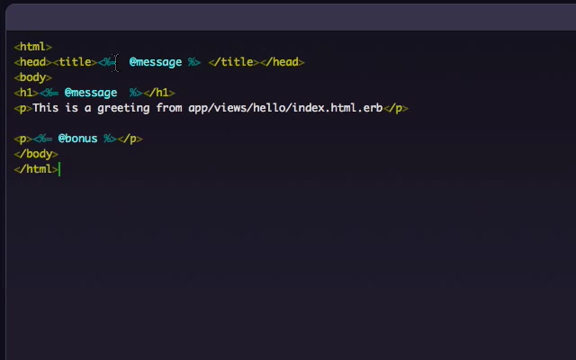 <html>
<head><title><%= @message %> </title></head>
<body>
<h1><%= @message %></h1>
<p>This is a greeting from app/views/hello/index.html.erb</p>
<p><%= @bonus %></p>
</body>
</html>